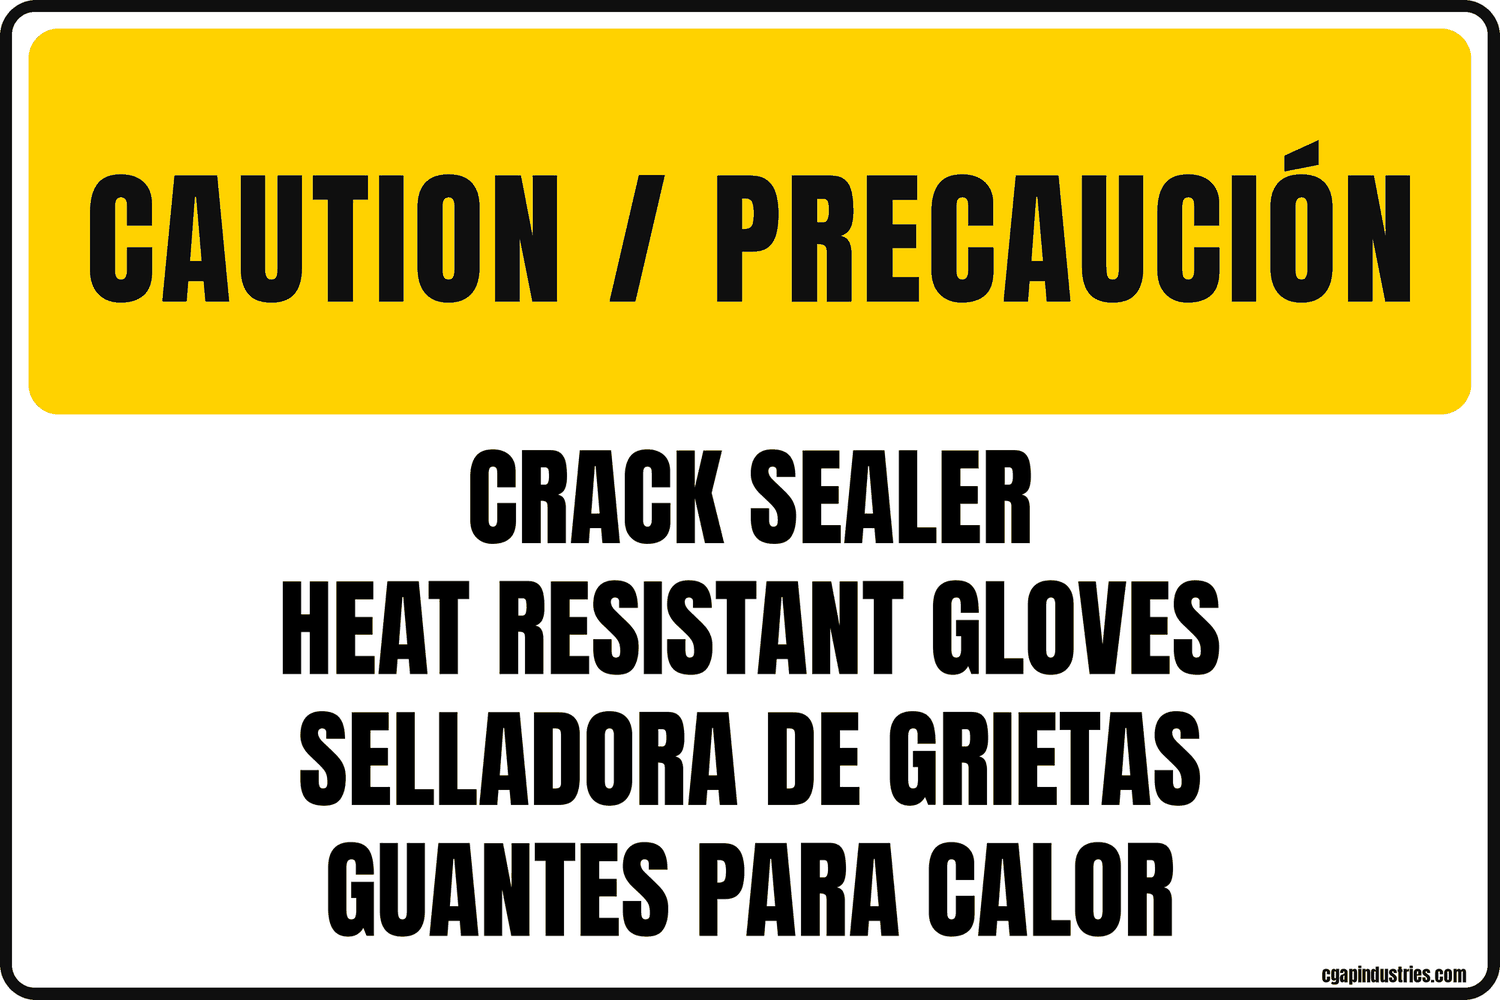 CAUTION / PRECAUCIÓN
CRACK SEALER
HEAT RESISTANT GLOVES
SELLADORA DE GRIETAS
GUANTES PARA CALOR
cgapindustries.com